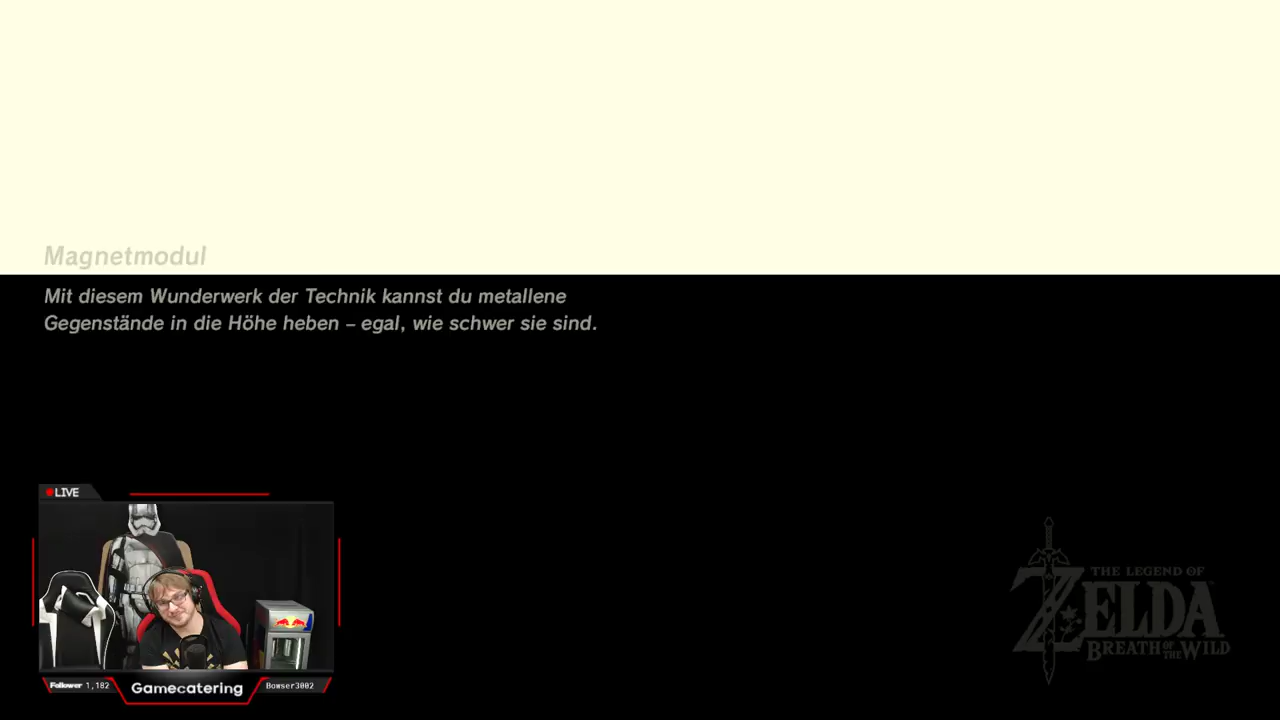 Magnetmodul
Mit diesem Wunderwerk der Technik kannst du metallene
Gegenstände in die Höhe heben – egal, wie schwer sie sind.
LIVE
THE LEGEND OF
ZELDA
BREATH OF THE WILD
Follower 1,182
Gamecatering
Bowser3002